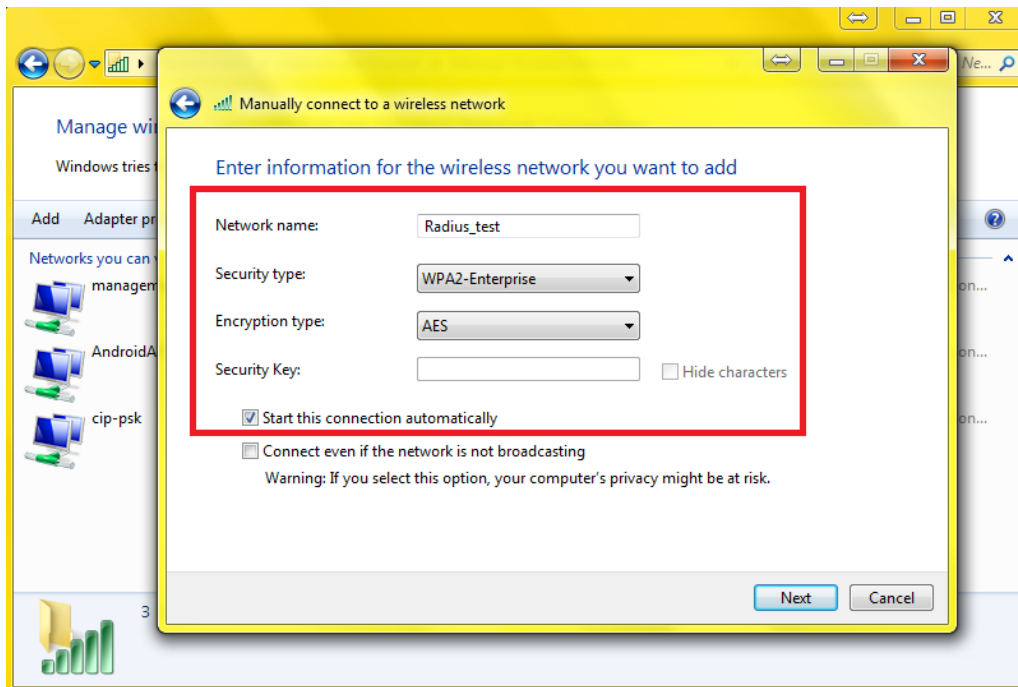 Ne...
Manually connect to a wireless network
Manage wi
Windows tries
Enter information for the wireless network you want to add
Add Adapter pr
Network name: Radius_test
Networks you can
managem
Security type: WPA2-Enterprise
on...
Encryption type: AES
AndroidA
on...
Security Key:
Hide characters
cip-psk
Start this connection automatically
on...
Connect even if the network is not broadcasting
Warning: If you select this option, your computer's privacy might be at risk.
Next Cancel
3